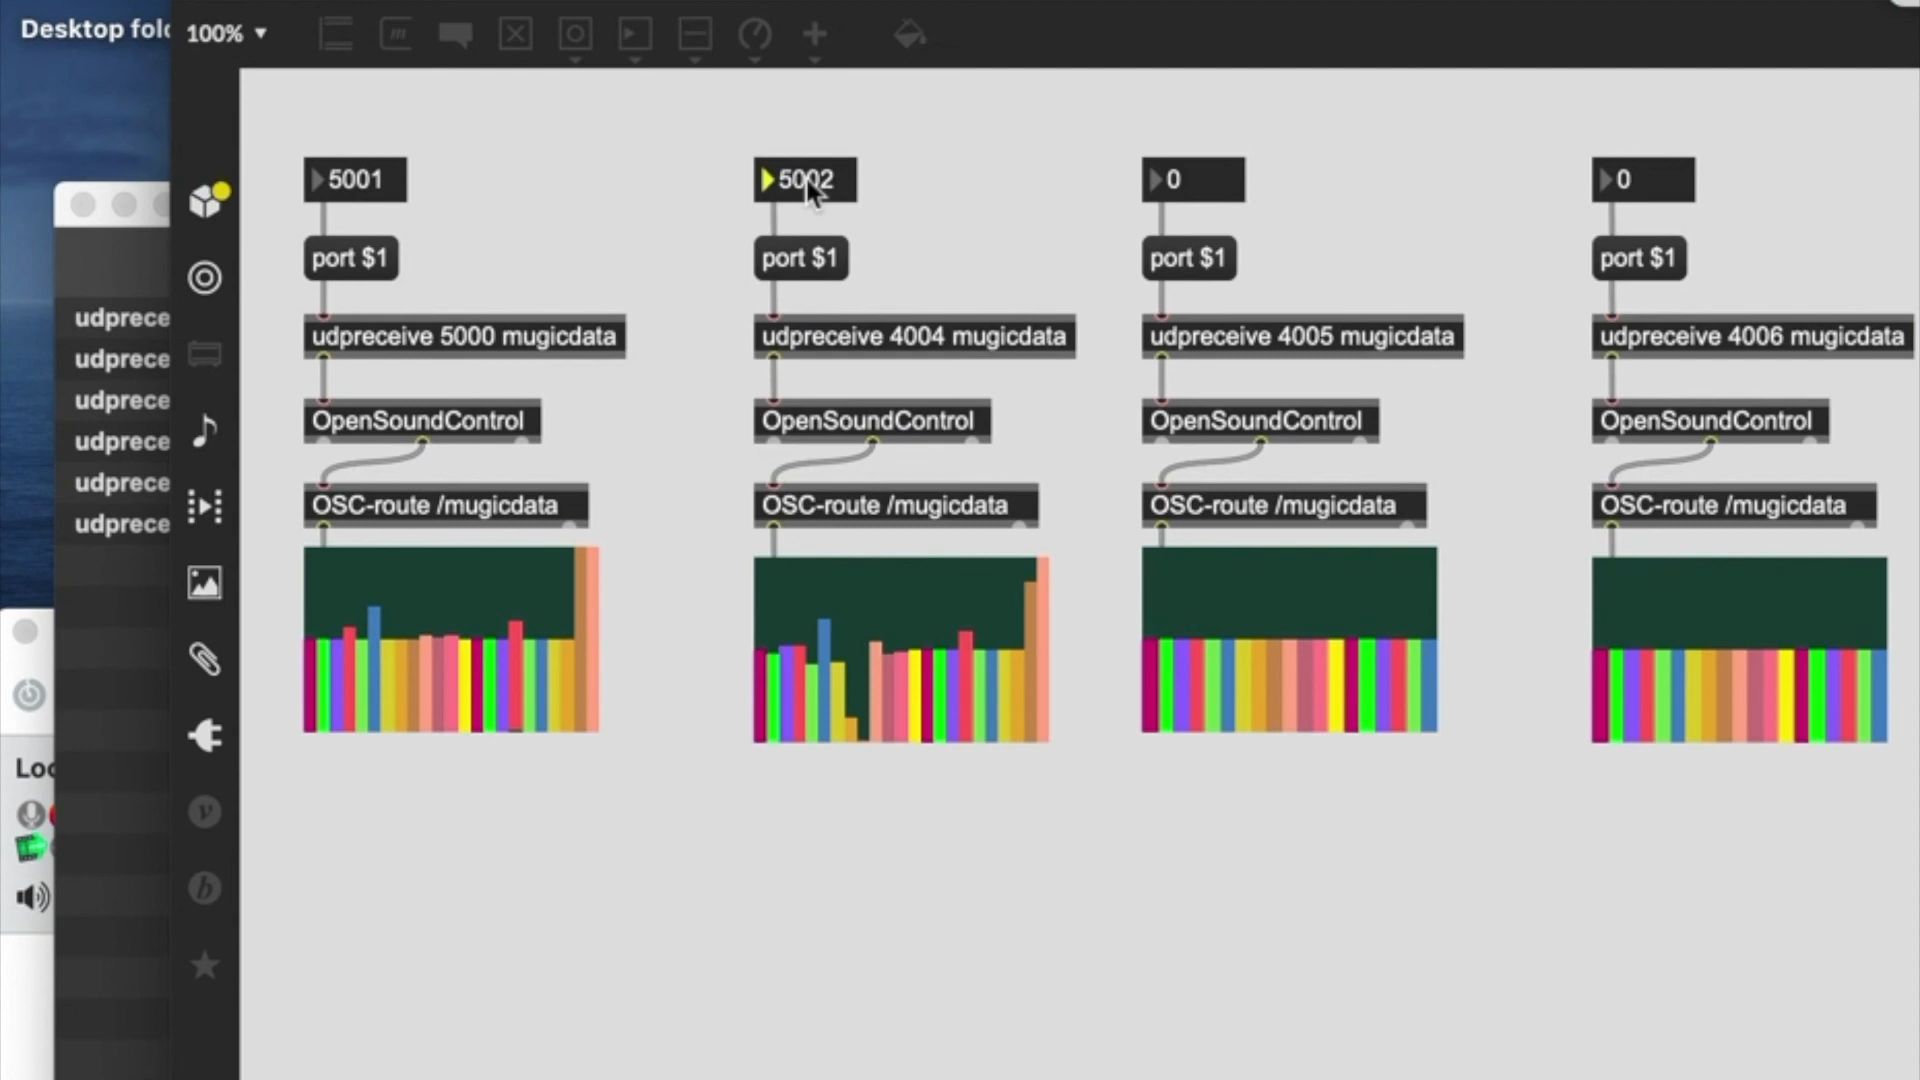 Desktop fold
100%
5001
5002
0
0
port $1
port $1
port $1
port $1
udpreceive 5000 mugicdata
udpreceive 4004 mugicdata
udpreceive 4005 mugicdata
udpreceive 4006 mugicdata
OpenSoundControl
OpenSoundControl
OpenSoundControl
OpenSoundControl
OSC-route /mugicdata
OSC-route /mugicdata
OSC-route /mugicdata
OSC-route /mugicdata
udprece
udprece
udprece
udprece
udprece
udprece
Loc